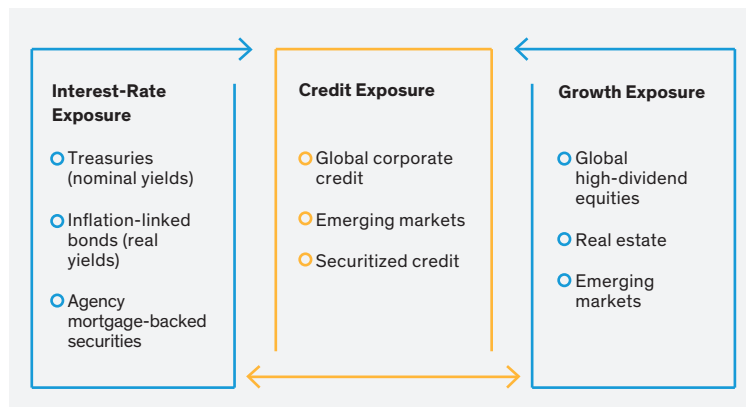 Interest-Rate
Exposure
Treasuries
(nominal yields)
Inflation-linked
bonds (real
yields)
Agency
mortgage-backed
securities
Credit Exposure
Global corporate
credit
Emerging markets
Securitized credit
Growth Exposure
Global
high-dividend
equities
Real estate
Emerging
markets